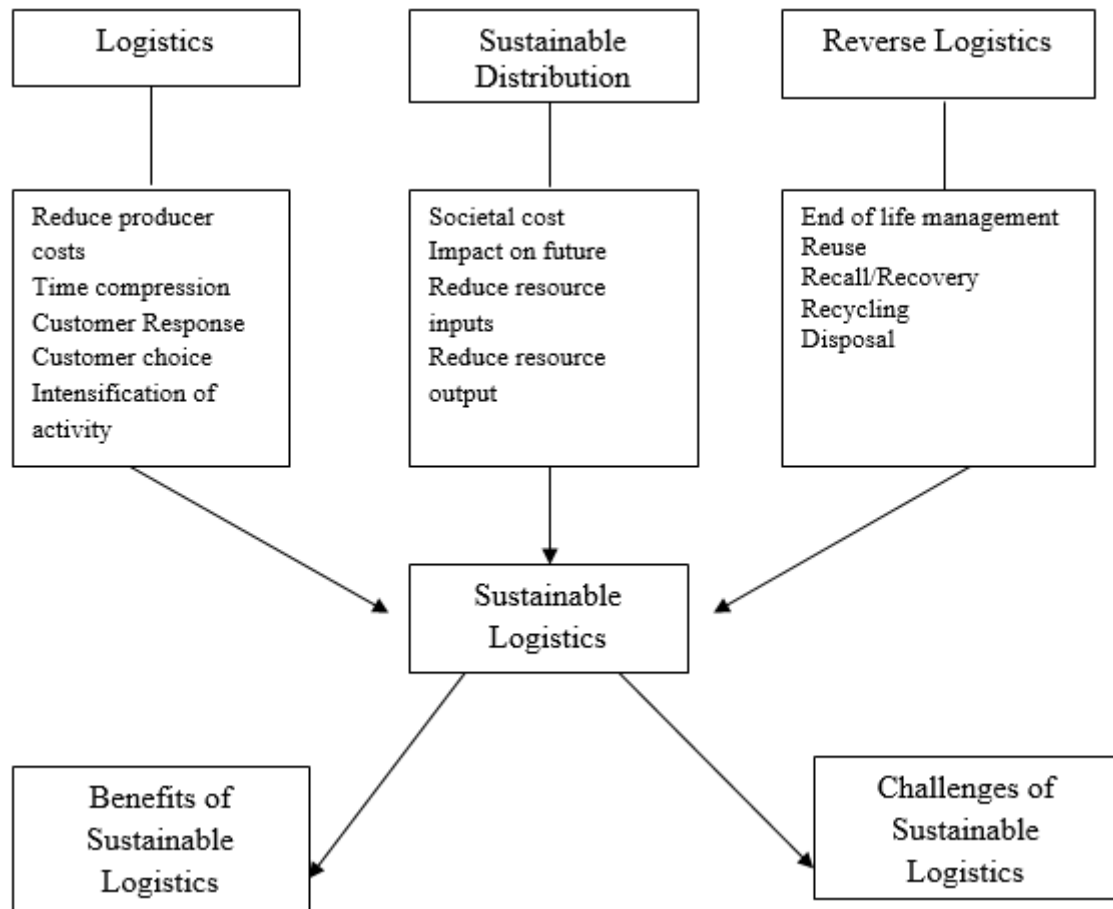 Logistics
Sustainable
Distribution
Reverse Logistics
Reduce producer
costs
Time compression
Customer Response
Customer choice
Intensification of
activity
Societal cost
Impact on future
Reduce resource
inputs
Reduce resource
output
End of life management
Reuse
Recall/Recovery
Recycling
Disposal
Sustainable
Logistics
Benefits of
Sustainable
Logistics
Challenges of
Sustainable
Logistics